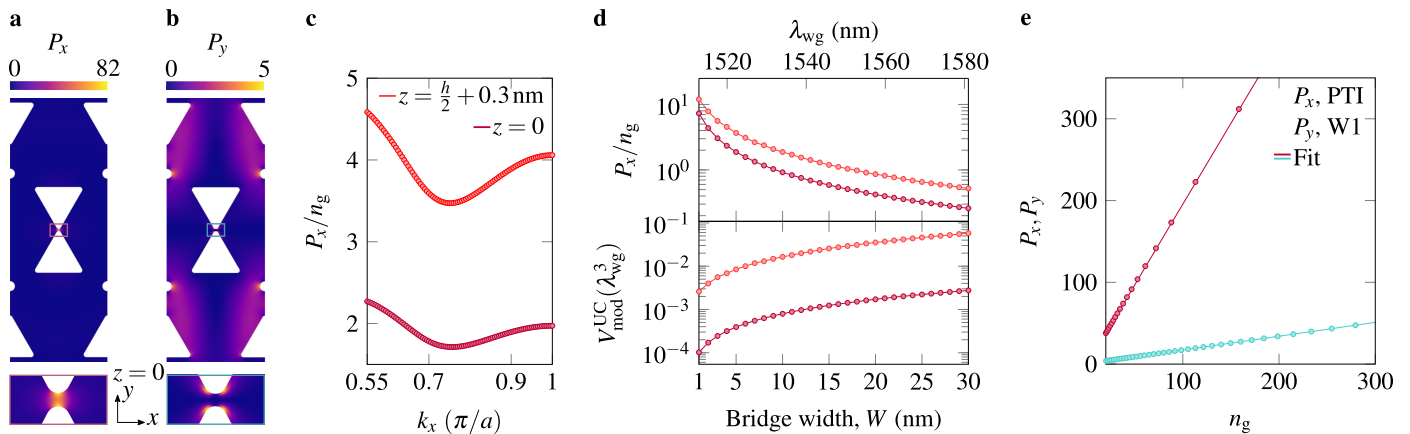 a
P_x
0 82
z = 0
y
x
b
P_y
0 5
c
5
4
3
2
P_x/n_g
z = h/2 + 0.3 nm
z = 0
0.55 0.7 0.9 1
k_x (π/a)
d
λ_wg (nm)
1520 1540 1560 1580
10^1
10^0
10^−1
P_x/n_g
10^−2
10^−3
10^−4
V_mod^UC (λ_wg^3)
1 5 10 15 20 25 30
Bridge width, W (nm)
e
300
200
100
0
P_x, P_y
P_x, PTI
P_y, W1
Fit
100 200 300
n_g